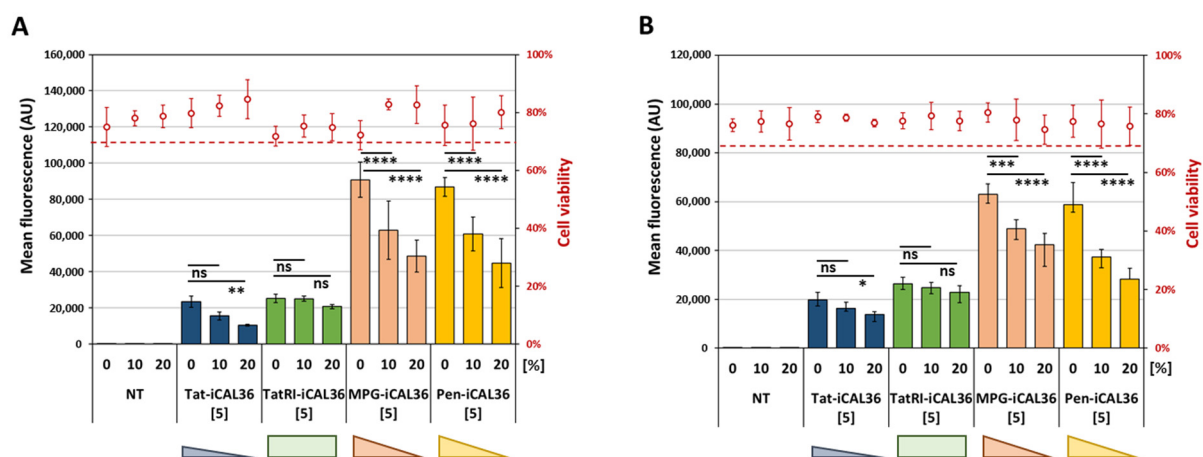 A
160,000
140,000
120,000
100,000
80,000
60,000
40,000
20,000
0
Mean fluorescence (AU)
100%
80%
60%
40%
20%
0%
Cell viability
ns
**
ns
ns
ns
****
****
****
****
0 10 20 0 10 20 0 10 20 0 10 20 0 10 20 [%]
NT Tat-iCAL36 TatRI-iCAL36 MPG-iCAL36 Pen-iCAL36
[5] [5] [5] [5]
B
120,000
100,000
80,000
60,000
40,000
20,000
0
Mean fluorescence (AU)
100%
80%
60%
40%
20%
0%
Cell viability
ns
*
ns
ns
***
****
****
****
0 10 20 0 10 20 0 10 20 0 10 20 0 10 20 [%]
NT Tat-iCAL36 TatRI-iCAL36 MPG-iCAL36 Pen-iCAL36
[5] [5] [5] [5]